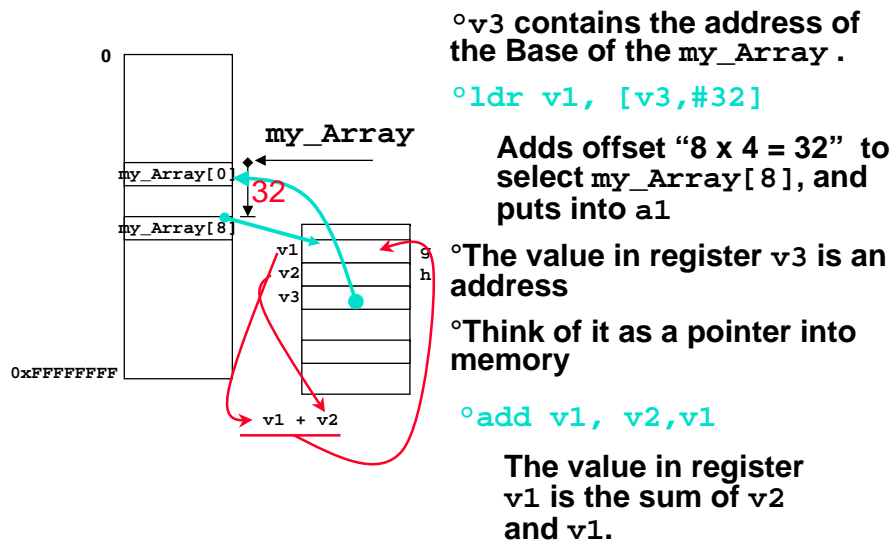 0
my_Array
my_Array[0]
32
my_Array[8]
v1
g
v2
h
v3
0xFFFFFFFF
v1 + v2
°v3 contains the address of
the Base of the my_Array .
°ldr v1, [v3,#32]
Adds offset “8 x 4 = 32” to
select my_Array[8], and
puts into a1
°The value in register v3 is an
address
°Think of it as a pointer into
memory
°add v1, v2,v1
The value in register
v1 is the sum of v2
and v1.